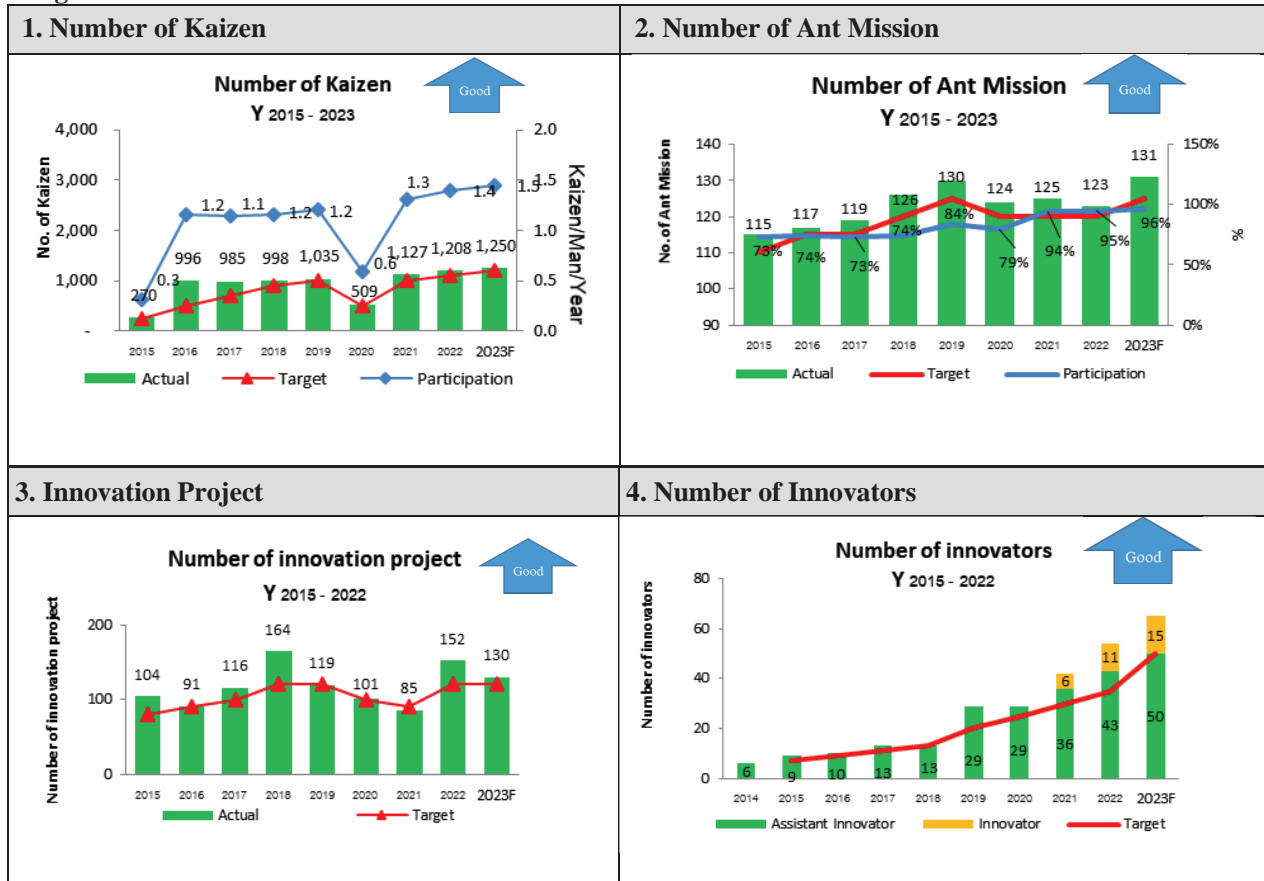 1. Number of Kaizen
2. Number of Ant Mission
Number of Kaizen
Good
Y 2015 - 2023
4,000
3,000
2,000
1,000
-
No. of Kaizen
2.0
1.5
1.0
0.5
0.0
Kaizen/Man/Year
270 996 985 998 1,035 509 1,127 1,208 1,250
0.3 1.2 1.1 1.2 1.2 0.6 1.3 1.4 1.5
2015 2016 2017 2018 2019 2020 2021 2022 2023F
Actual Target Participation
Number of Ant Mission
Good
Y 2015 - 2023
140
130
120
110
100
90
No. of Ant Mission
150%
100%
50%
0%
%
115 117 119 126 130 124 125 123 131
73% 74% 73% 74% 84% 79% 94% 95% 96%
2015 2016 2017 2018 2019 2020 2021 2022 2023F
Actual Target Participation
3. Innovation Project
4. Number of Innovators
Number of innovation project
Good
Y 2015 - 2022
200
100
0
Number of innovation project
104 91 116 164 119 101 85 152 130
2015 2016 2017 2018 2019 2020 2021 2022 2023F
Actual Target
Number of innovators
Good
Y 2015 - 2022
80
60
40
20
0
Number of innovators
6 11 15
6 9 10 13 13 29 29 36 43 50
2014 2015 2016 2017 2018 2019 2020 2021 2022 2023F
Assistant Innovator Innovator Target